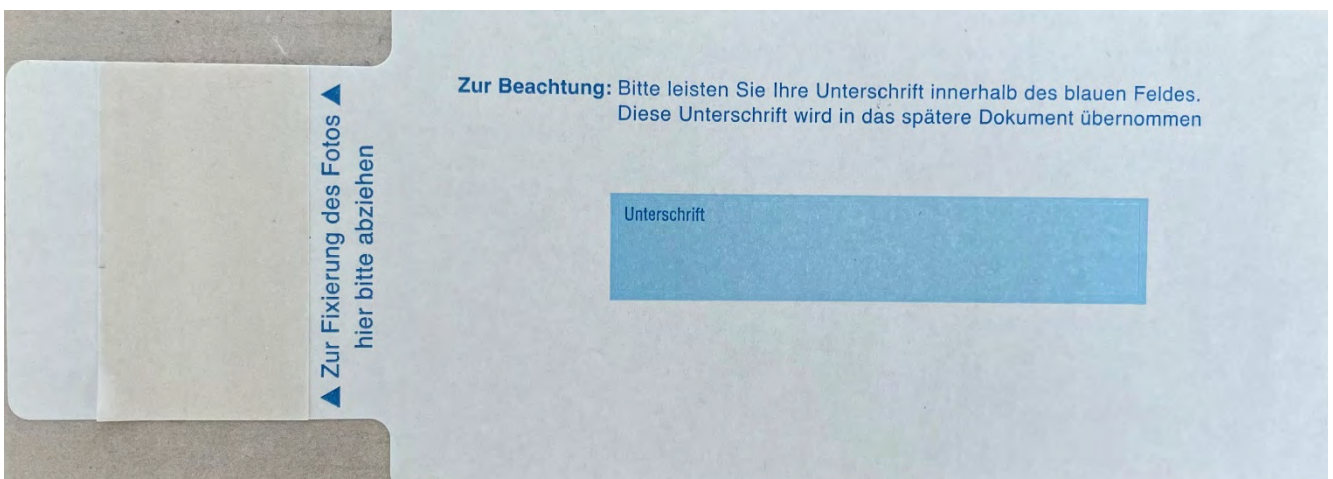 ▲ Zur Fixierung des Fotos ▲
hier bitte abziehen
Zur Beachtung: Bitte leisten Sie Ihre Unterschrift innerhalb des blauen Feldes.
Diese Unterschrift wird in das spätere Dokument übernommen
Unterschrift